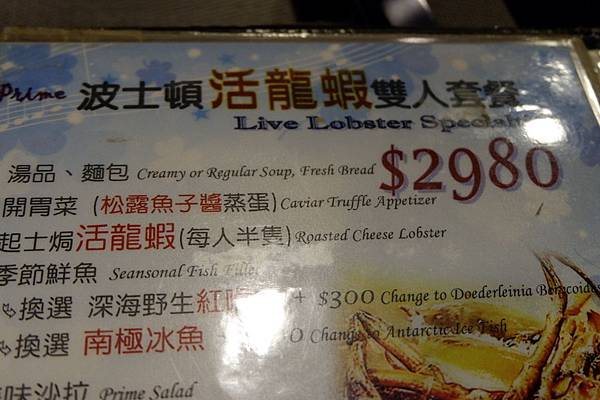 Prime 波士頓活龍蝦雙人套餐
Live Lobster Special
湯品、麵包 Creamy or Regular Soup, Fresh Bread $2980
開胃菜 (松露魚子醬蒸蛋) Caviar Truffle Appetizer
起士焗活龍蝦(每人半隻) Roasted Cheese Lobster
季節鮮魚 Seansonal Fish Fillet
換選 深海野生紅 + $300 Change to Doederleinia
換選 南極冰魚 Change to Antarctic Ice Fish
味沙拉 Prime Salad